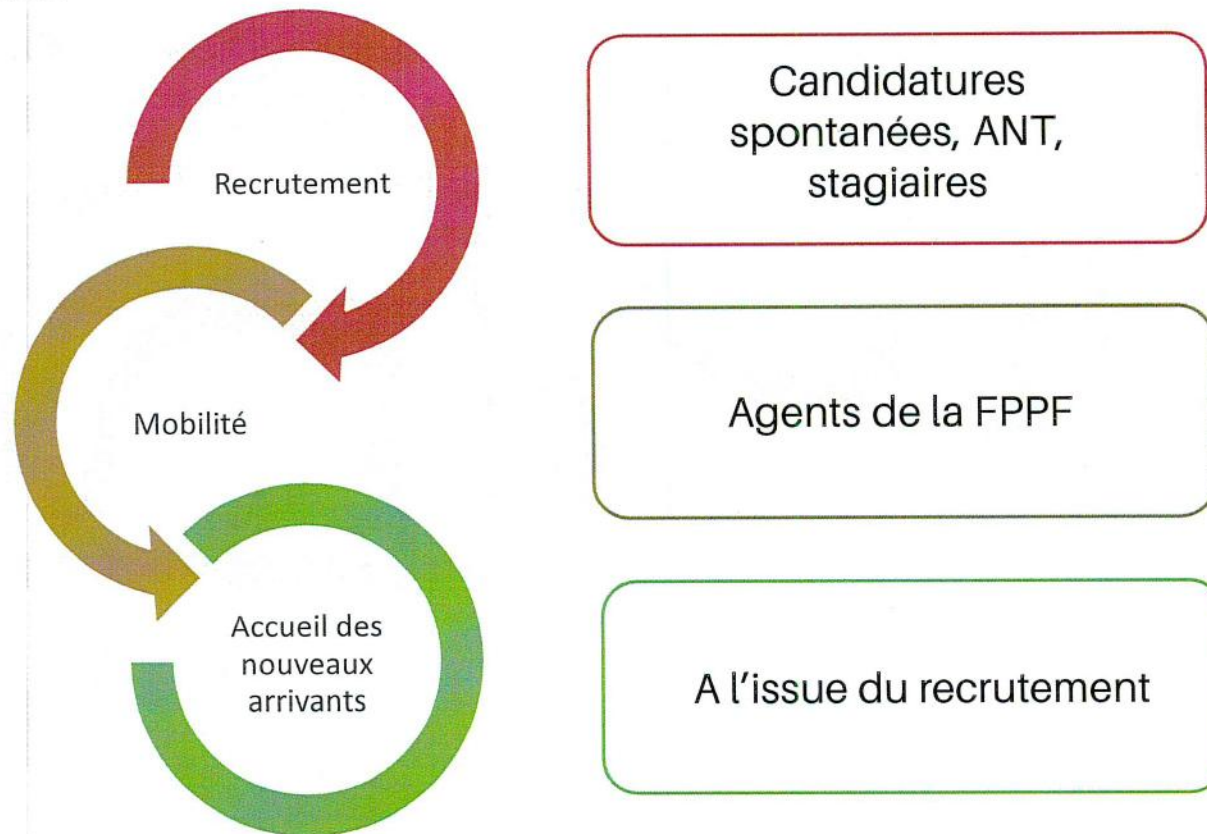 Recrutement
Candidatures
spontanées, ANT,
stagiaires
Mobilité
Agents de la FPPF
Accueil des
nouveaux
arrivants
A l'issue du recrutement